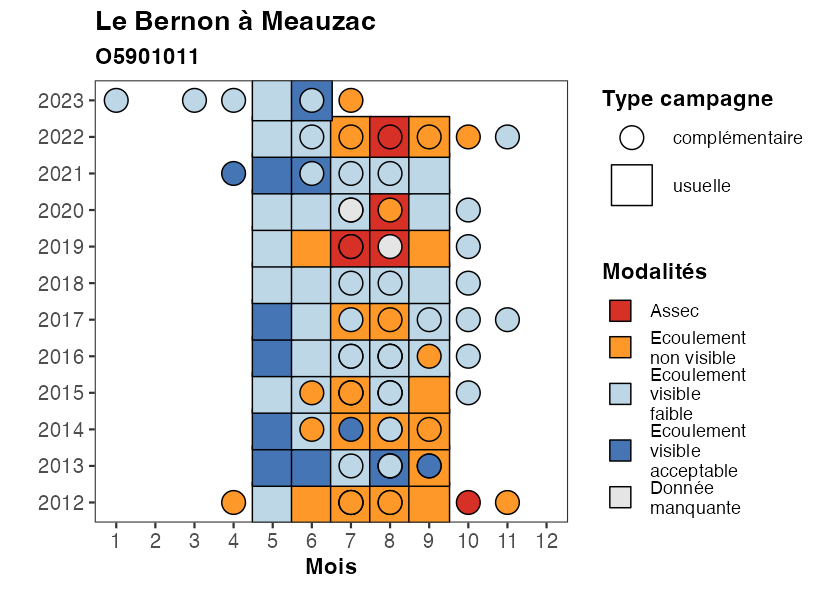 Le Bernon à Meauzac
O5901011
2023
2022
2021
2020
2019
2018
2017
2016
2015
2014
2013
2012
1 2 3 4 5 6 7 8 9 10 11 12
Mois
Type campagne
complémentaire
usuelle
Modalités
Assec
Ecoulement
non visible
Ecoulement
visible
faible
Ecoulement
visible
acceptable
Donnée
manquante